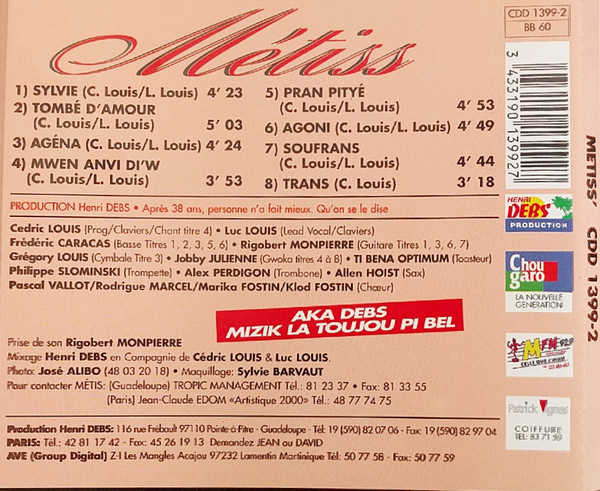 Métiss
1) SYLVIE (C. Louis/L. Louis) 4' 23
2) TOMBÉ D'AMOUR
(C. Louis/L. Louis) 5' 03
3) AGÉNA (C. Louis/L. Louis) 4' 24
4) MWEN ANVI DI'W
(C. Louis/L. Louis) 3' 53
5) PRAN PITYÉ
(C. Louis/L. Louis) 4' 53
6) AGONI (C. Louis/L. Louis) 4' 49
7) SOUFRANS
(C. Louis/L. Louis) 4' 44
8) TRANS (C. Louis/L. Louis) 3' 18
PRODUCTION Henri DEBS • Après 38 ans, personne n'a fait mieux. Qu'on se le dise
Cedric LOUIS (Prog/Claviers/Chant titre 4) • Luc LOUIS (Lead Vocal/Claviers)
Frédéric CARACAS (Basse Titres 1, 2, 3, 5, 6) • Rigobert MONPIERRE (Guitare Titres 1, 3, 6, 7)
Grégory LOUIS (Cymbale Titre 3) • Jobby JULIENNE (Gwoka titres 4 à 8) • TI BENA OPTIMUM (Toasteur)
Philippe SLOMINSKI (Trompette) • Alex PERDIGON (Trombone) • Allen HOIST (Sax)
Pascal VALLOT/Rodrigue MARCEL/Marika FOSTIN/Klod FOSTIN (Chœur)
AKA DEBS
MIZIK LA TOUJOU PI BEL
Prise de son Rigobert MONPIERRE
Mixage Henri DEBS en Compagnie de Cédric LOUIS & Luc LOUIS.
Photo: José ALIBO (48 03 20 18) • Maquillage: Sylvie BARVAUT
Pour contacter MÉTIS: (Guadeloupe) TROPIC MANAGEMENT Tél.: 81 23 37 • Fax: 81 33 55
(Paris) Jean-Claude EDOM «Artistique 2000» Tél.: 48 77 74 75
Production Henri DEBS: 116 rue Frébault 97110 Pointe-à-Pitre - Guadeloupe - Tél: 19 (590) 82 07 06 - Fax: 19 (590) 82 97 04
PARIS: Tél.: 42 81 17 42 - Fax: 45 26 19 13 Demandez JEAN ou DAVID
AVE (Group Digital) Z-I Les Mangles Acajou 97232 Lamentin Martinique Tél: 50 77 58 - Fax: 50 77 59
CDD 1399-2
BB 60
3 433190 139927
HENRI
DEBS
PRODUCTION
Chou
garo
LA NOUVELLE
GENERATION
MFM 92.9
Patrick Vignes
COIFFURE
TEL: 83 71 59
METISS' CDD 1399-2